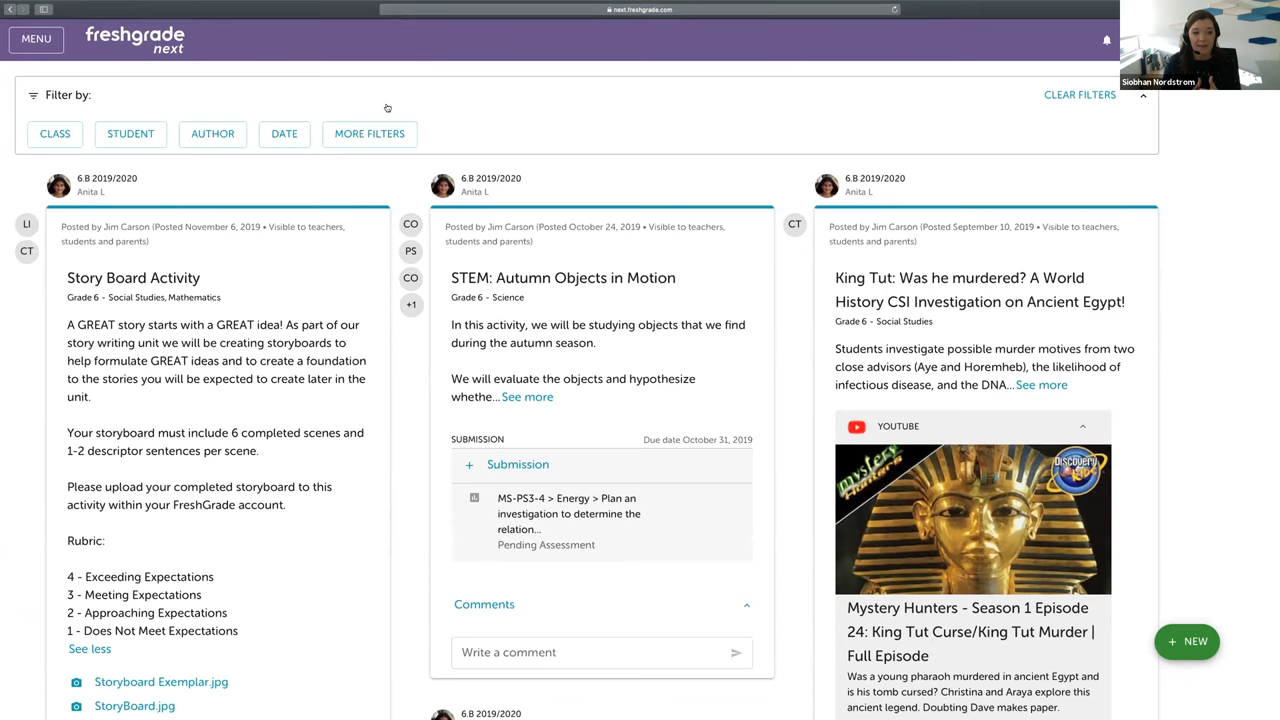 next.freshgrade.com
MENU
freshgrade
next
Siobhan Nordstrom
Filter by:
CLEAR FILTERS
CLASS
STUDENT
AUTHOR
DATE
MORE FILTERS
6.B 2019/2020
Anita L
LI
CT
Posted by Jim Carson (Posted November 6, 2019 • Visible to teachers,
students and parents)
Story Board Activity
Grade 6 - Social Studies, Mathematics
A GREAT story starts with a GREAT idea! As part of our
story writing unit we will be creating storyboards to
help formulate GREAT ideas and to create a foundation
to the stories you will be expected to create later in the
unit.
Your storyboard must include 6 completed scenes and
1-2 descriptor sentences per scene.
Please upload your completed storyboard to this
activity within your FreshGrade account.
Rubric:
4 - Exceeding Expectations
3 - Meeting Expectations
2 - Approaching Expectations
1 - Does Not Meet Expectations
See less
Storyboard Exemplar.jpg
StoryBoard.jpg
6.B 2019/2020
Anita L
CO
PS
CO
+1
Posted by Jim Carson (Posted October 24, 2019 • Visible to teachers,
students and parents)
STEM: Autumn Objects in Motion
Grade 6 - Science
In this activity, we will be studying objects that we find
during the autumn season.
We will evaluate the objects and hypothesize
whethe...See more
SUBMISSION
Due date October 31, 2019
+ Submission
MS-PS3-4 > Energy > Plan an
investigation to determine the
relation...
Pending Assessment
Comments
Write a comment
6.B 2019/2020
6.B 2019/2020
Anita L
CT
Posted by Jim Carson (Posted September 10, 2019 • Visible to teachers,
students and parents)
King Tut: Was he murdered? A World
History CSI Investigation on Ancient Egypt!
Grade 6 - Social Studies
Students investigate possible murder motives from two
close advisors (Aye and Horemheb), the likelihood of
infectious disease, and the DNA...See more
YOUTUBE
mystery
hunters
Discovery
Kids
Mystery Hunters - Season 1 Episode
24: King Tut Curse/King Tut Murder |
Full Episode
Was a young pharaoh murdered in ancient Egypt and
is his tomb cursed? Christina and Araya explore this
ancient legend. Doubting Dave makes paper.
+ NEW